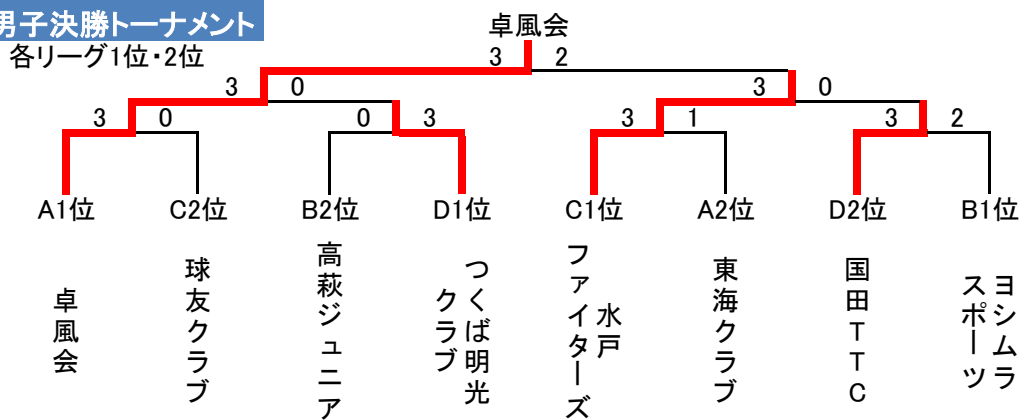 男子決勝トーナメント
卓風会
各リーグ1位・2位
3 2
3 0 3 0
3 0 0 3 3 1 3 2
A1位 C2位 B2位 D1位 C1位 A2位 D2位 B1位
卓風会
球友クラブ
高萩ジュニア
つくば明光
クラブ
水戸
ファイターズ
東海クラブ
国田TTC
ヨシムラ
スポーツ